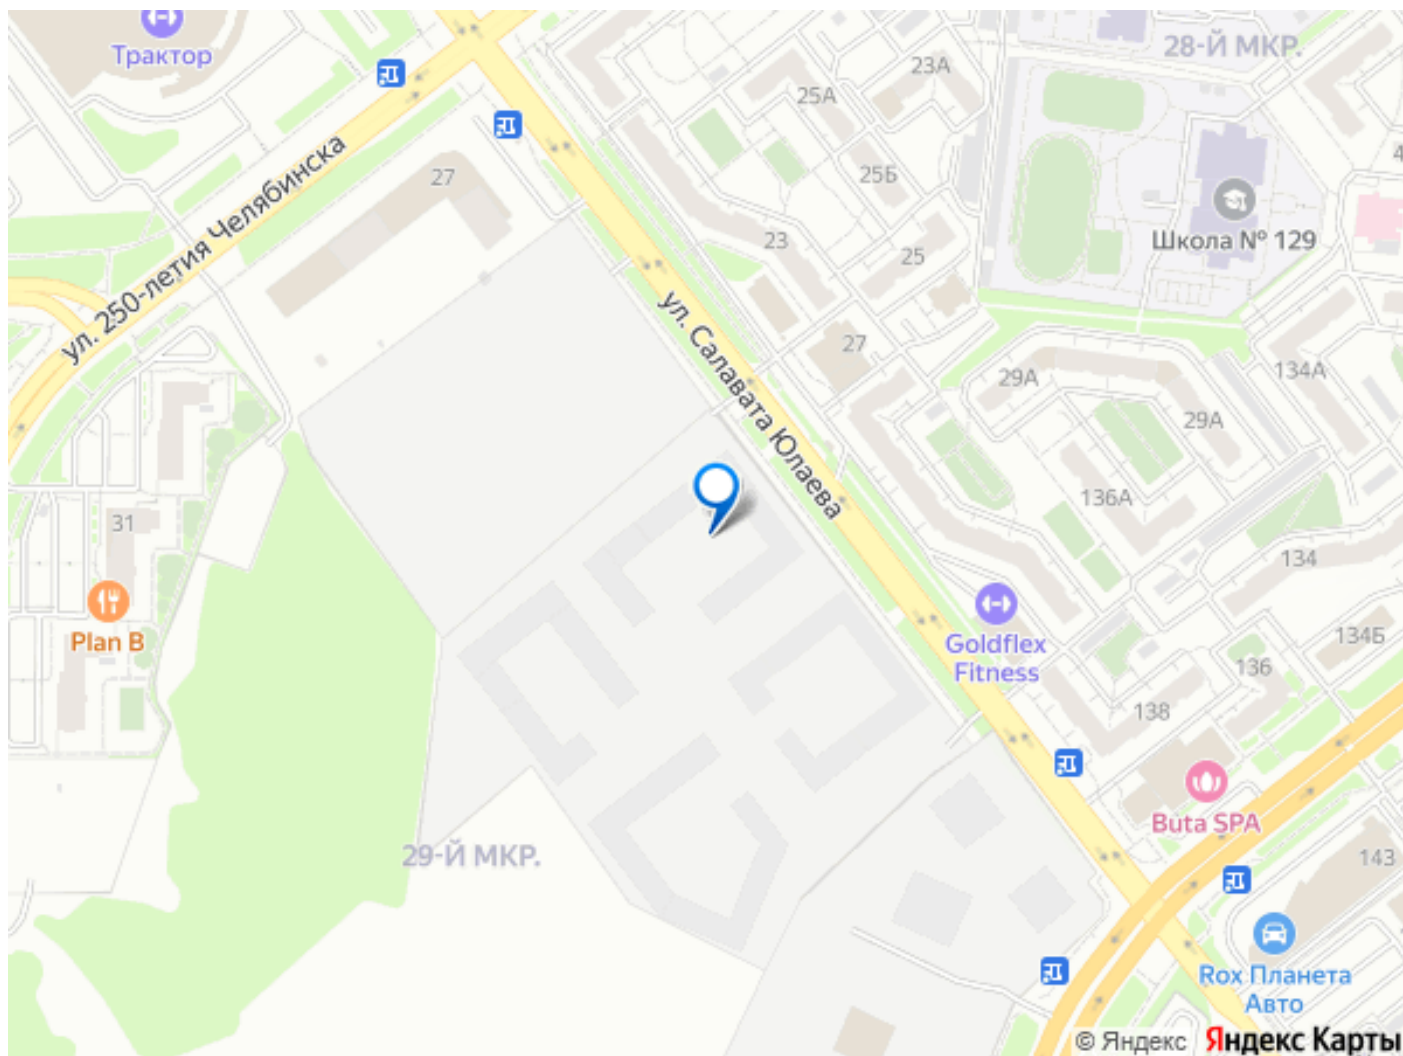 Трактор
28-Й МКР.
23А
25А
ул. 250-летия Челябинска
27
25Б
Школа № 129
23
25
ул. Салавата Юлаева
27
29А
134А
29А
136А
31
134
Plan B
Goldflex
Fitness
134Б
136
138
Buta SPA
29-Й МКР.
143
Rox Планета
Авто
© Яндекс
Яндекс Карты